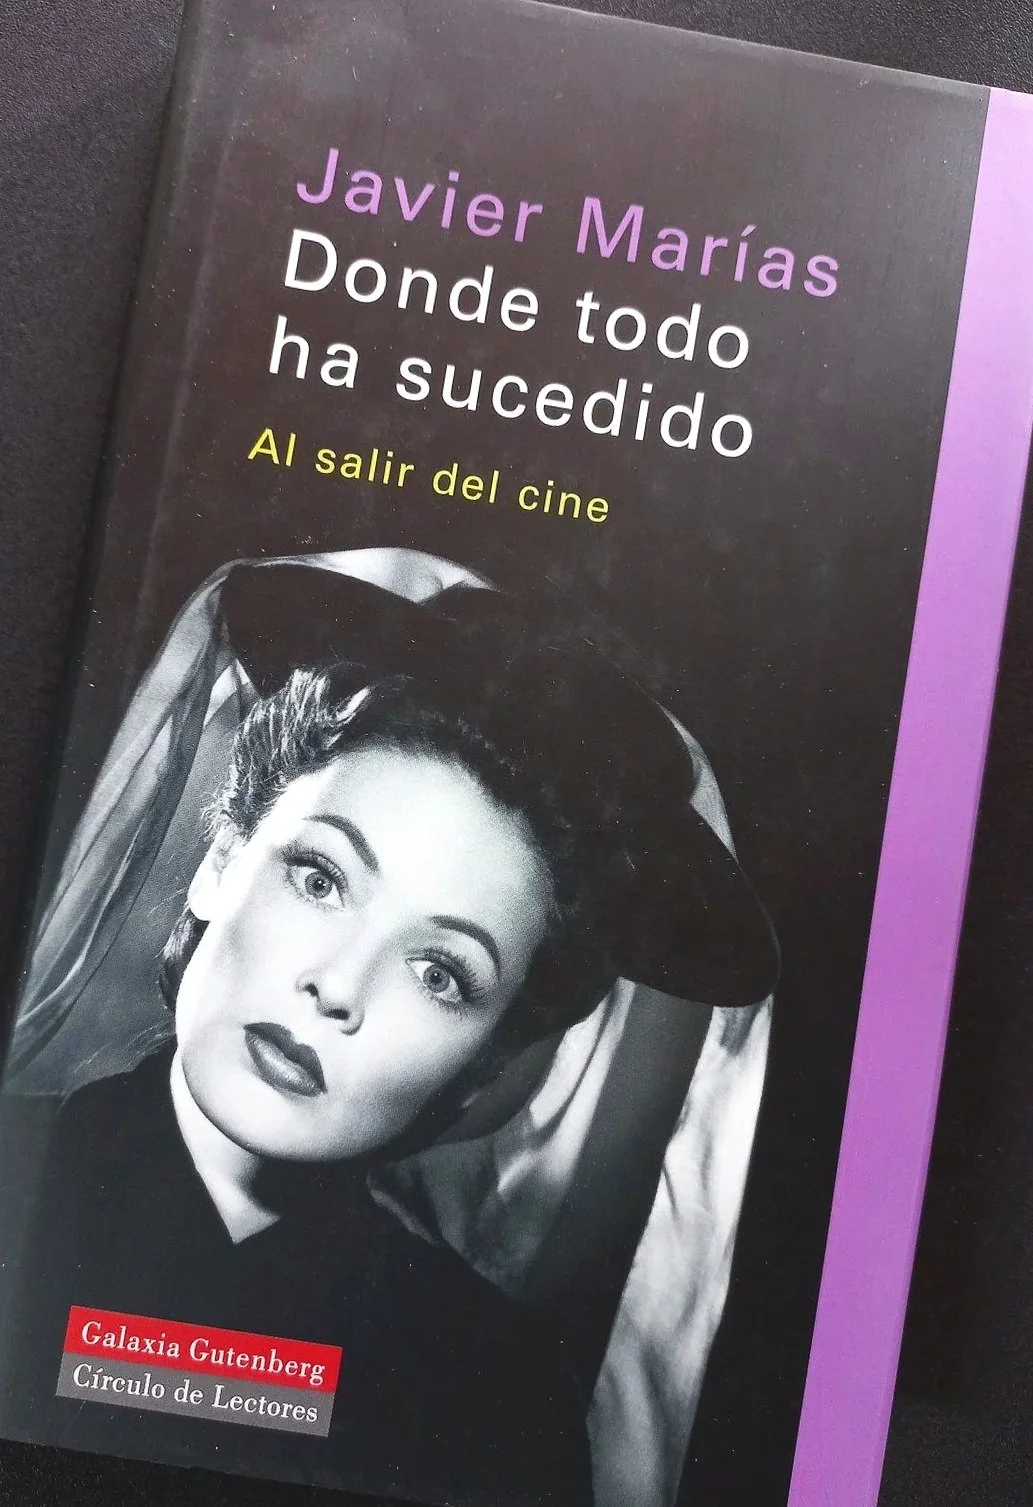 Javier Marías
Donde todo
ha sucedido
Al salir del cine
Galaxia Gutenberg
Círculo de Lectores